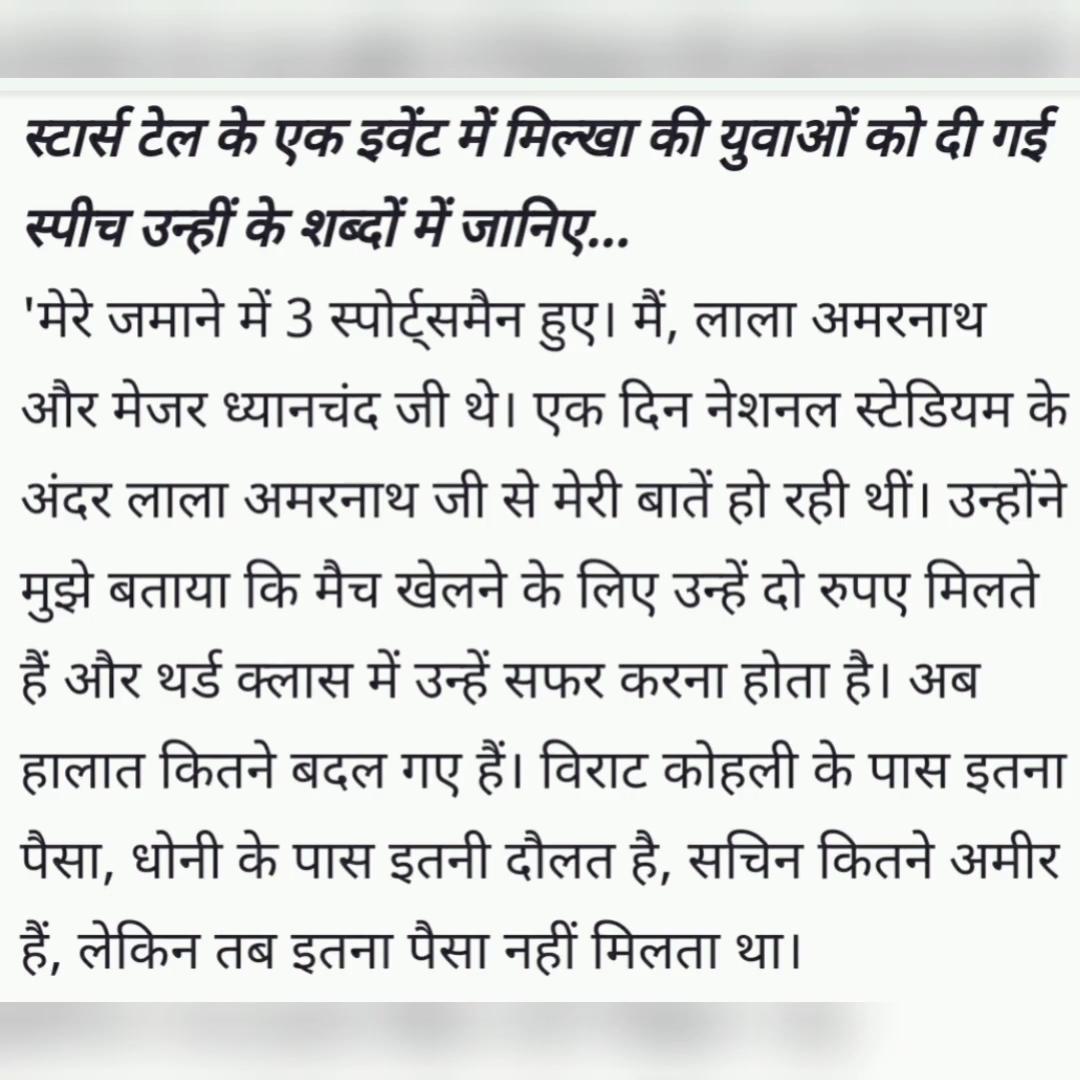 स्टार्स टेल के एक इवेंट में मिल्खा की युवाओं को दी गई
स्पीच उन्हीं के शब्दों में जानिए...
'मेरे जमाने में 3 स्पोर्ट्समैन हुए। मैं, लाला अमरनाथ
और मेजर ध्यानचंद जी थे। एक दिन नेशनल स्टेडियम के
अंदर लाला अमरनाथ जी से मेरी बातें हो रही थीं। उन्होंने
मुझे बताया कि मैच खेलने के लिए उन्हें दो रुपए मिलते
हैं और थर्ड क्लास में उन्हें सफर करना होता है। अब
हालात कितने बदल गए हैं। विराट कोहली के पास इतना
पैसा, धोनी के पास इतनी दौलत है, सचिन कितने अमीर
हैं, लेकिन तब इतना पैसा नहीं मिलता था।